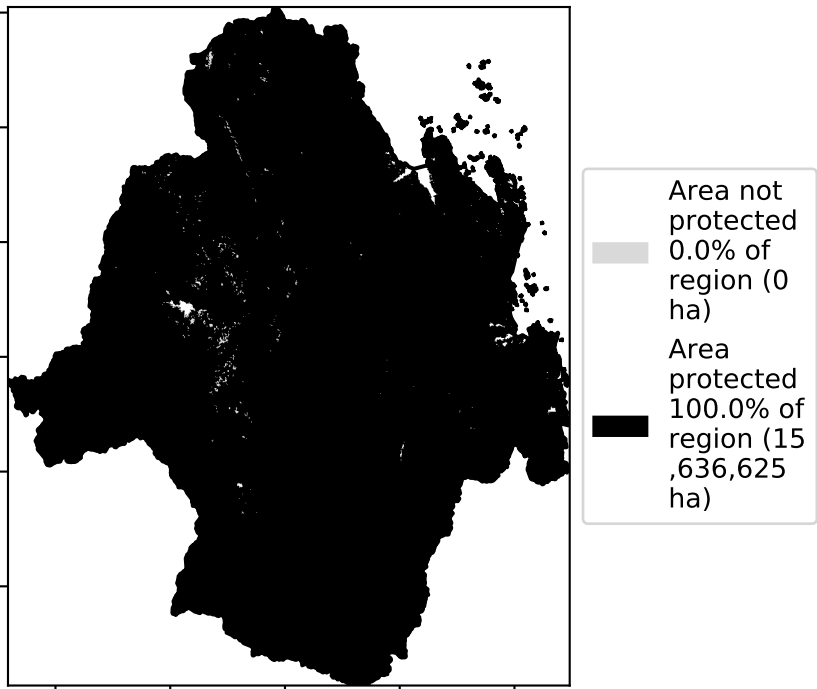 Area not
protected
0.0% of
region (0
ha)
Area
protected
100.0% of
region (15
,636,625
ha)